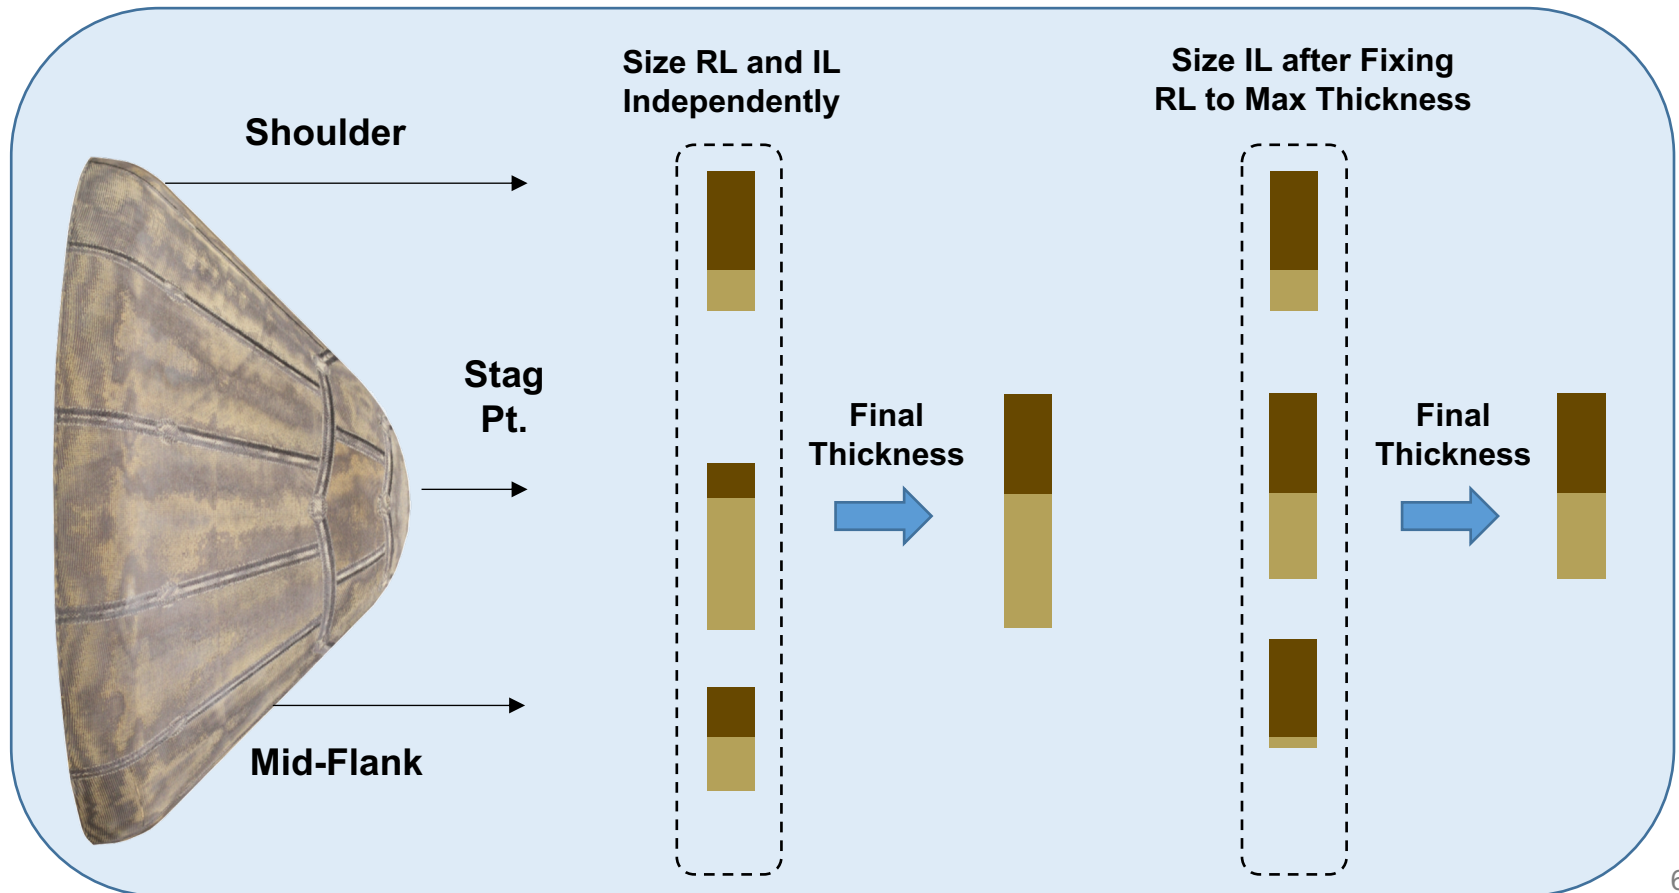 Size RL and IL
Independently
Size IL after Fixing
RL to Max Thickness
Shoulder
Stag
Pt.
Final
Thickness
Final
Thickness
Mid-Flank